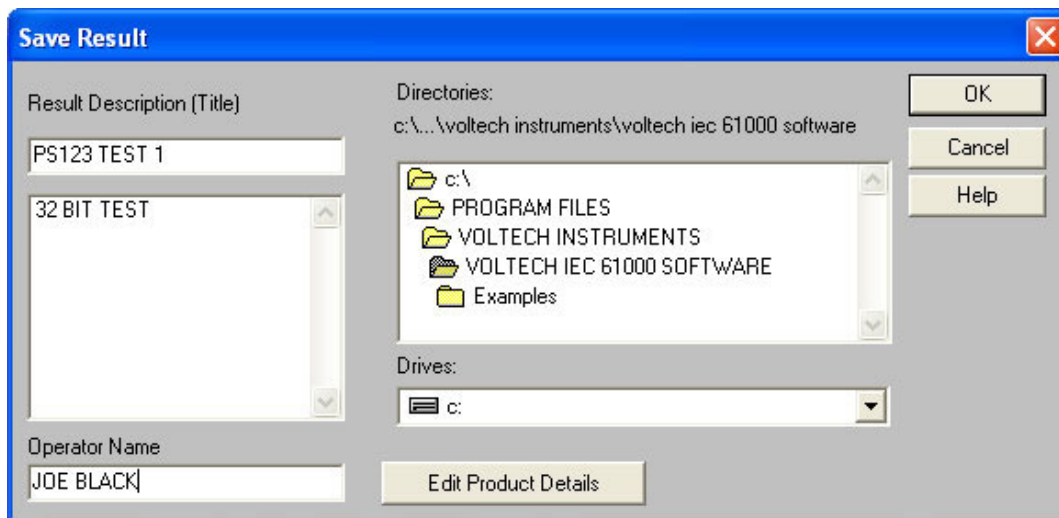 Save Result
Result Description (Title)
PS123 TEST 1
32 BIT TEST
Operator Name
JOE BLACK
Directories:
c:\...\voltech instruments\voltech iec 61000 software
c:\
PROGRAM FILES
VOLTECH INSTRUMENTS
VOLTECH IEC 61000 SOFTWARE
Examples
Drives:
c:
Edit Product Details
OK
Cancel
Help